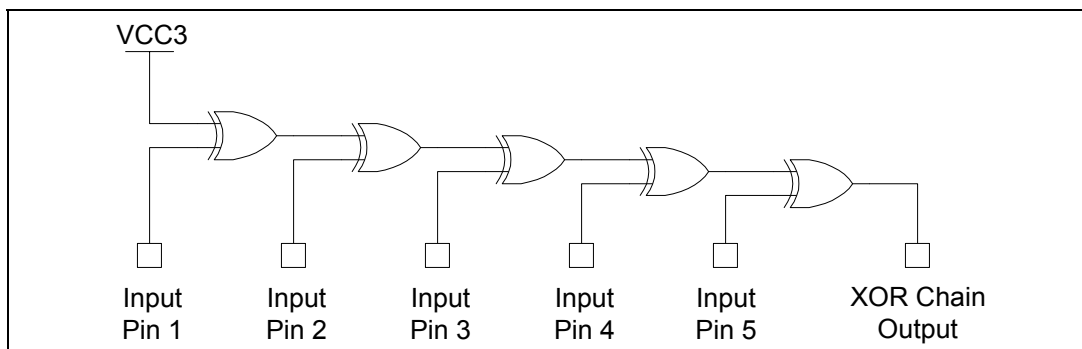 VCC3
Input
Pin 1
Input
Pin 2
Input
Pin 3
Input
Pin 4
Input
Pin 5
XOR Chain
Output